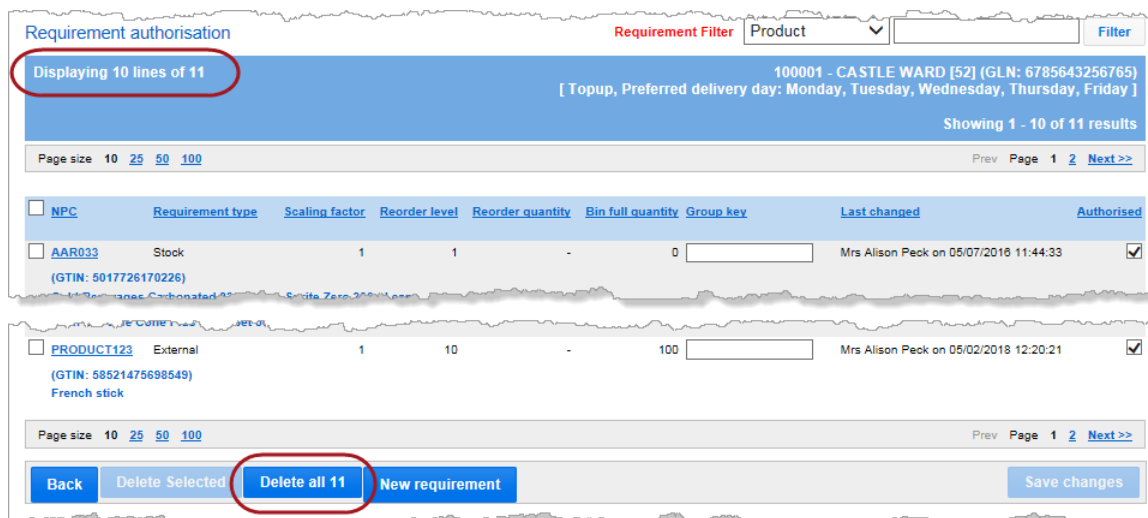 Requirement authorisation Requirement Filter Product Filter
Displaying 10 lines of 11 100001 - CASTLE WARD [52] (GLN: 6785643256765)
[ Topup, Preferred delivery day: Monday, Tuesday, Wednesday, Thursday, Friday ]
Showing 1 - 10 of 11 results
Page size 10 25 50 100 Prev Page 1 2 Next >>
NPC Requirement type Scaling factor Reorder level Reorder quantity Bin full quantity Group key Last changed Authorised
AAR033 Stock 1 1 - 0 Mrs Alison Peck on 05/07/2016 11:44:33
(GTIN: 5017726170226)
PRODUCT123 External 1 10 - 100 Mrs Alison Peck on 05/02/2018 12:20:21
(GTIN: 58521475698549)
French stick
Page size 10 25 50 100 Prev Page 1 2 Next >>
Back Delete Selected Delete all 11 New requirement Save changes